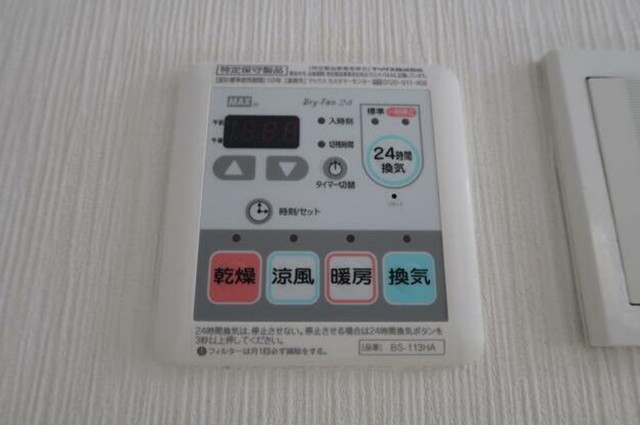 特定保守製品
MAX
Dry-Fan 24
午前
午後
入時刻
切残時間
標準
24時間
換気
タイマー切替
時刻/セット
乾燥 涼風 暖房 換気
24時間換気は、停止させない。停止させる場合は24時間換気ボタンを
3秒以上押してください。
フィルターは月1回必ず掃除をする。
品番 BS-113HA